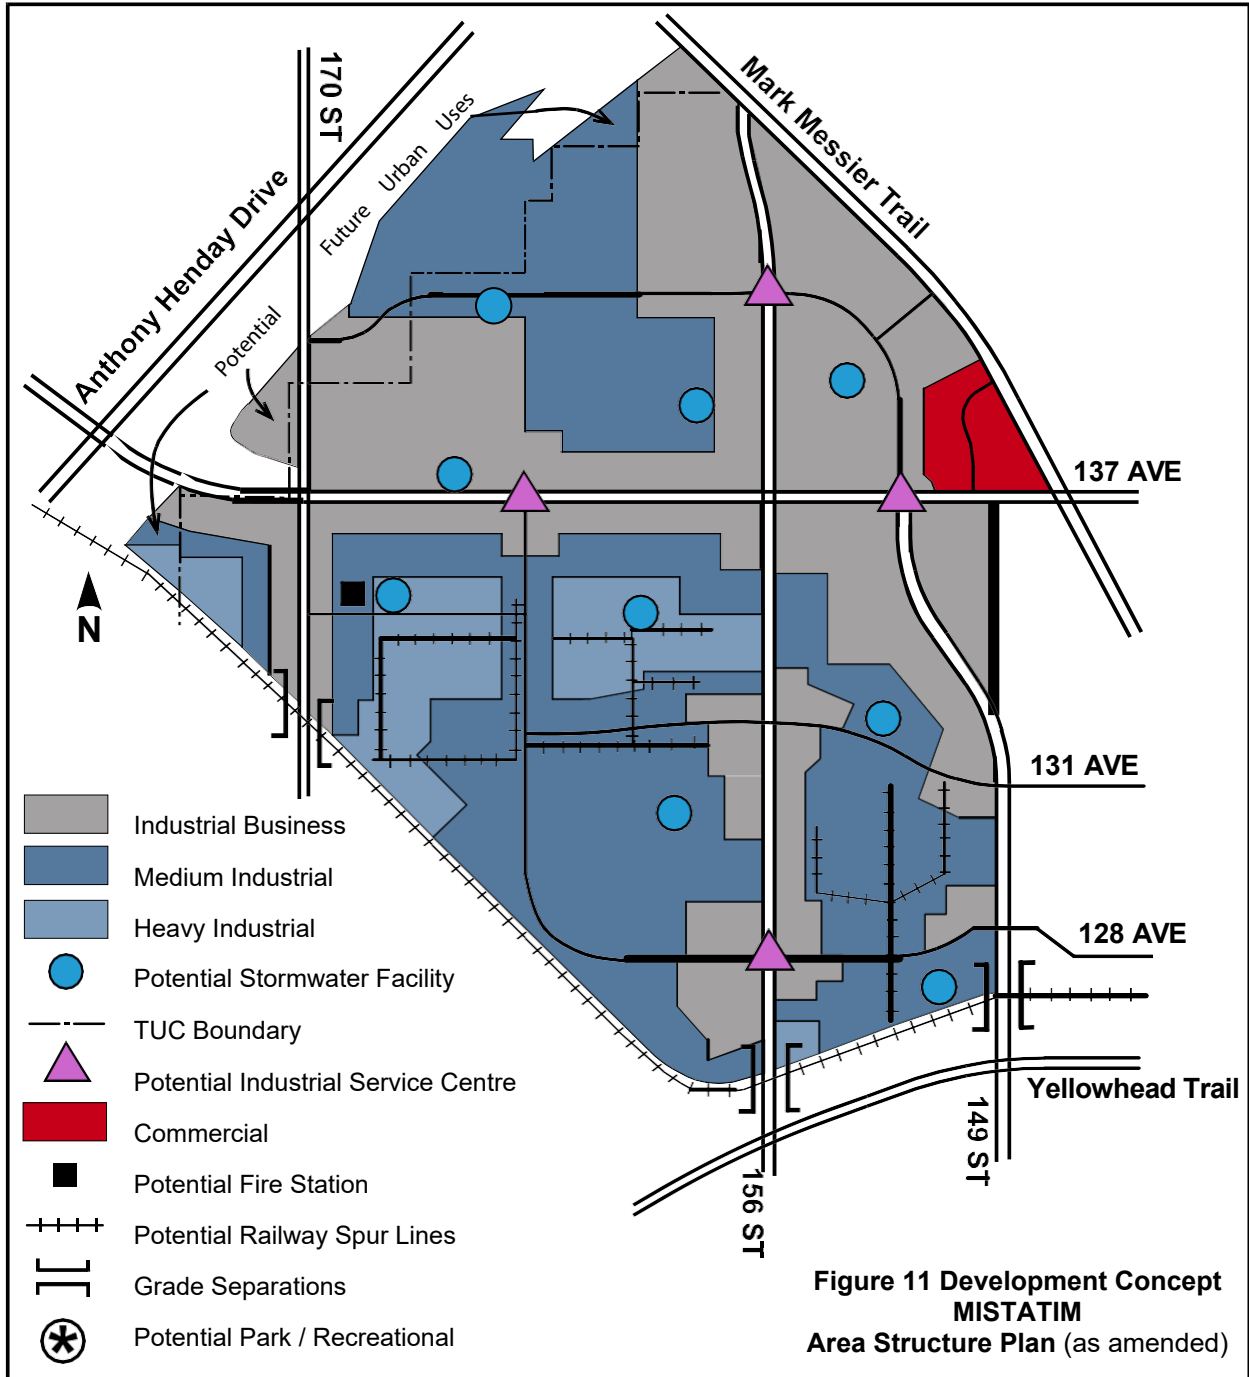 170 ST
Mark Messier Trail
Anthony Henday Drive
Potential Future Urban Uses
137 AVE
N
131 AVE
128 AVE
Yellowhead Trail
149 ST
156 ST
Industrial Business
Medium Industrial
Heavy Industrial
Potential Stormwater Facility
TUC Boundary
Potential Industrial Service Centre
Commercial
Potential Fire Station
Potential Railway Spur Lines
Grade Separations
Potential Park / Recreational
Figure 11 Development Concept
MISTATIM
Area Structure Plan (as amended)